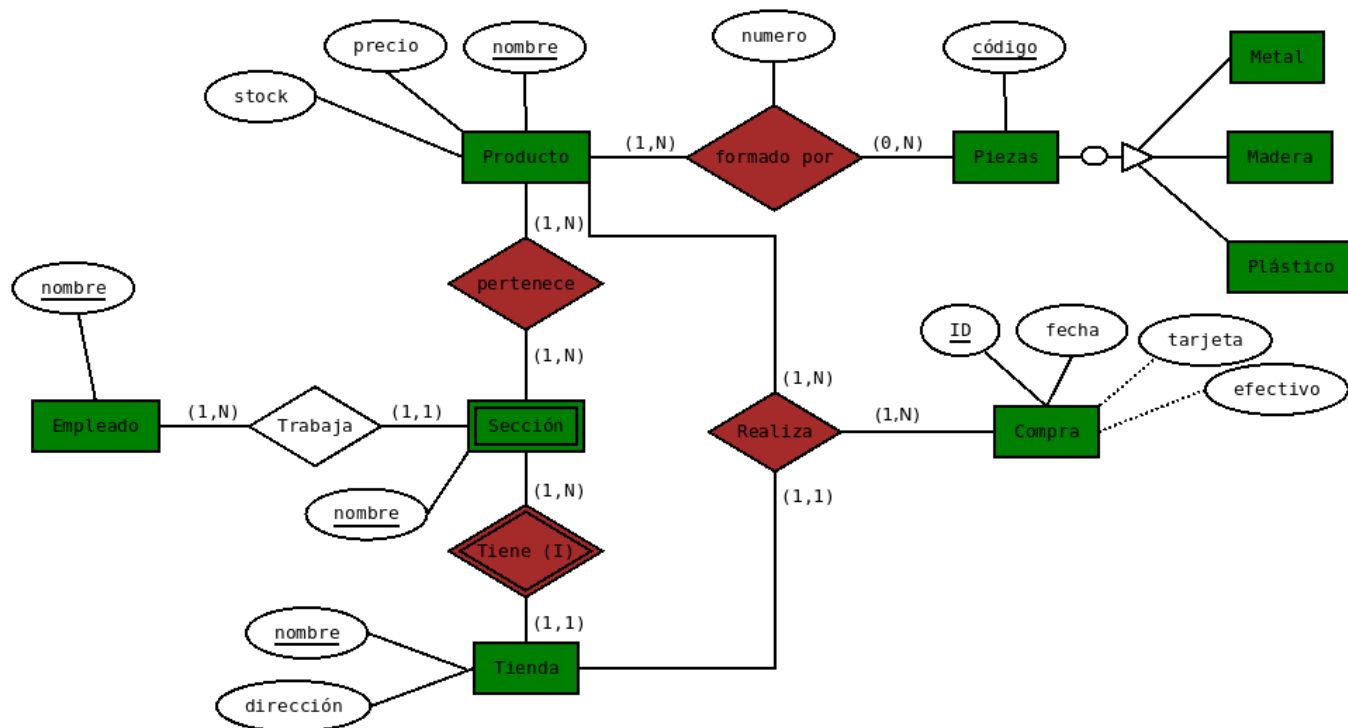 numero
precio
nombre
código
Metal
stock
Producto
(1,N)
formado por
(0,N)
Piezas
Madera
(1,N)
Plástico
pertenece
nombre
ID
fecha
tarjeta
(1,N)
(1,N)
efectivo
Empleado
(1,N)
Trabaja
(1,1)
Sección
Realiza
(1,N)
Compra
(1,N)
(1,1)
nombre
Tiene (I)
(1,1)
nombre
Tienda
dirección